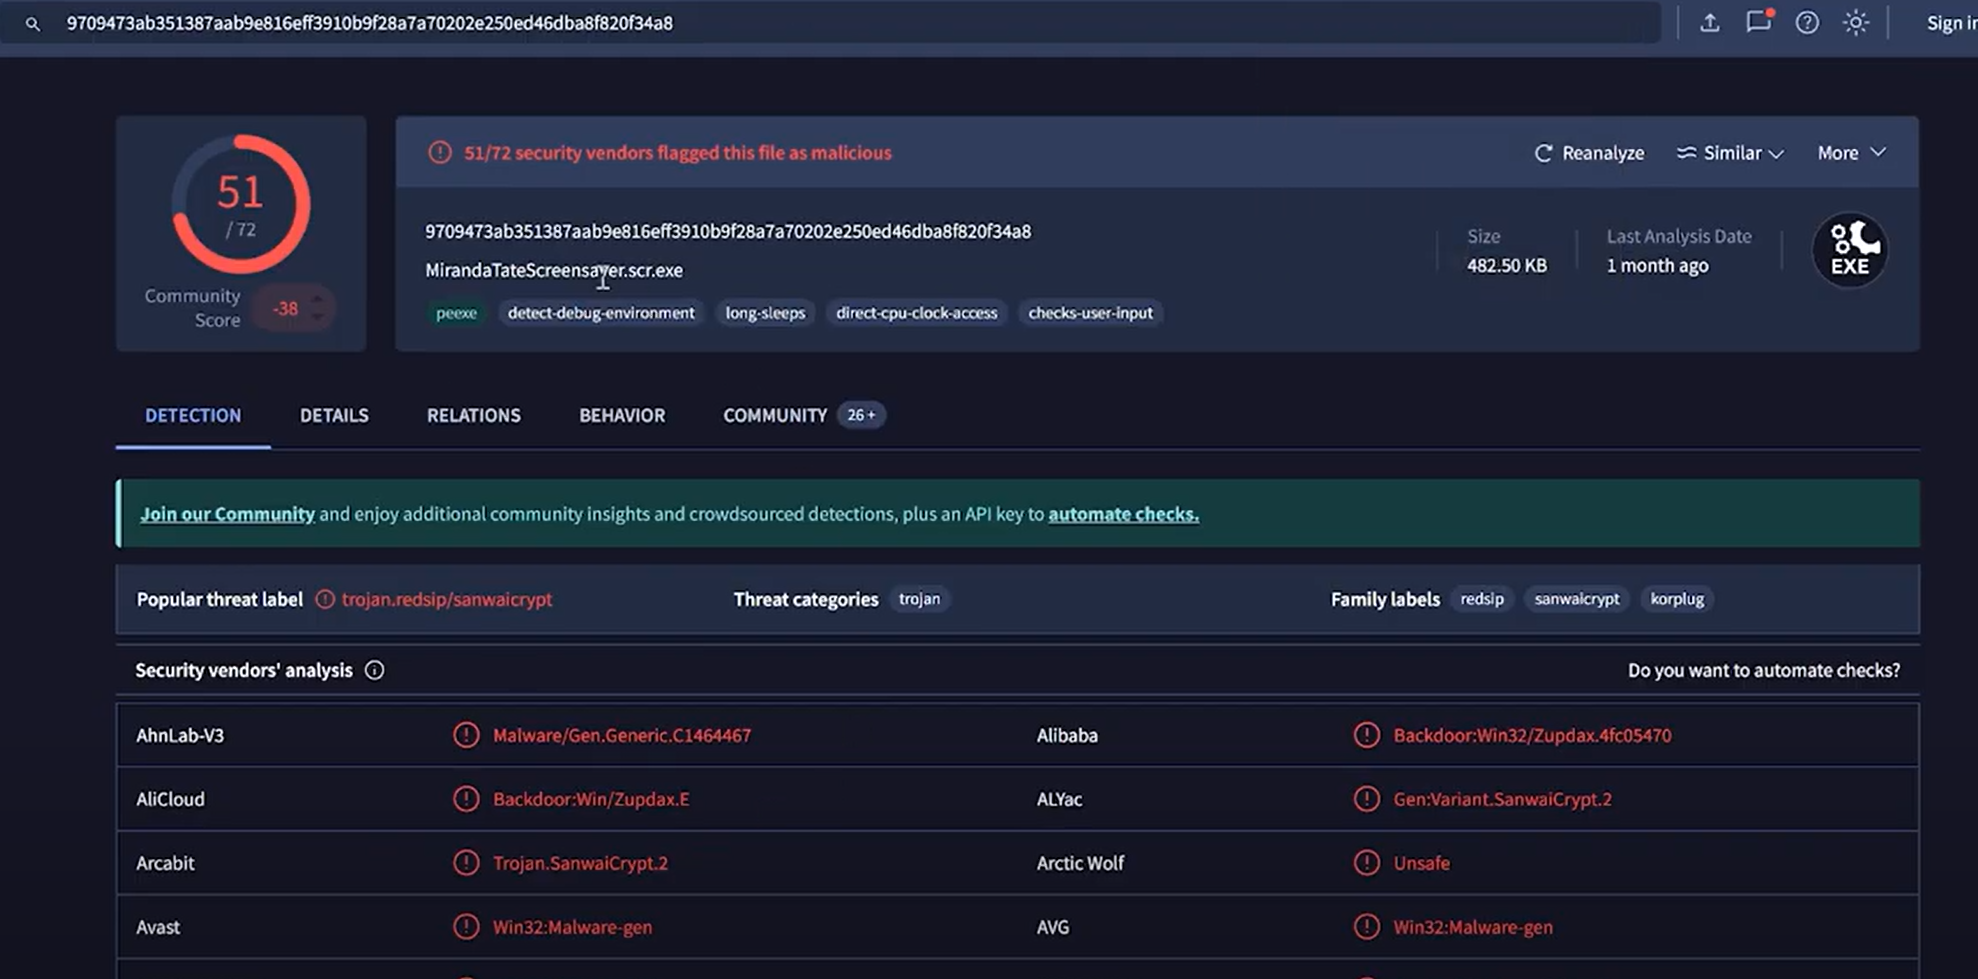 9709473ab351387aab9e816eff3910b9f28a7a70202e250ed46dba8f820f34a8
Sign in
51
/ 72
Community Score
-38
51/72 security vendors flagged this file as malicious
Reanalyze
Similar
More
9709473ab351387aab9e816eff3910b9f28a7a70202e250ed46dba8f820f34a8
MirandaTateScreensaver.scr.exe
peexe detect-debug-environment long-sleeps direct-cpu-clock-access checks-user-input
Size
482.50 KB
Last Analysis Date
1 month ago
EXE
DETECTION DETAILS RELATIONS BEHAVIOR COMMUNITY 26 +
Join our Community and enjoy additional community insights and crowdsourced detections, plus an API key to automate checks.
Popular threat label trojan.redsip/sanwaicrypt Threat categories trojan Family labels redsip sanwaicrypt korplug
Security vendors' analysis Do you want to automate checks?
AhnLab-V3 Malware/Gen.Generic.C1464467 Alibaba Backdoor:Win32/Zupdax.4fc05470
AliCloud Backdoor:Win/Zupdax.E ALYac Gen:Variant.SanwaiCrypt.2
Arcabit Trojan.SanwaiCrypt.2 Arctic Wolf Unsafe
Avast Win32:Malware-gen AVG Win32:Malware-gen